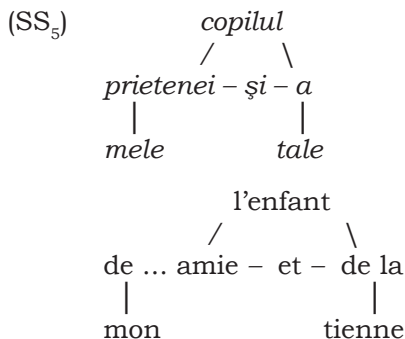 (SS5) copilul
prietenei – şi – a
mele tale
l'enfant
de ... amie – et – de la
mon tienne